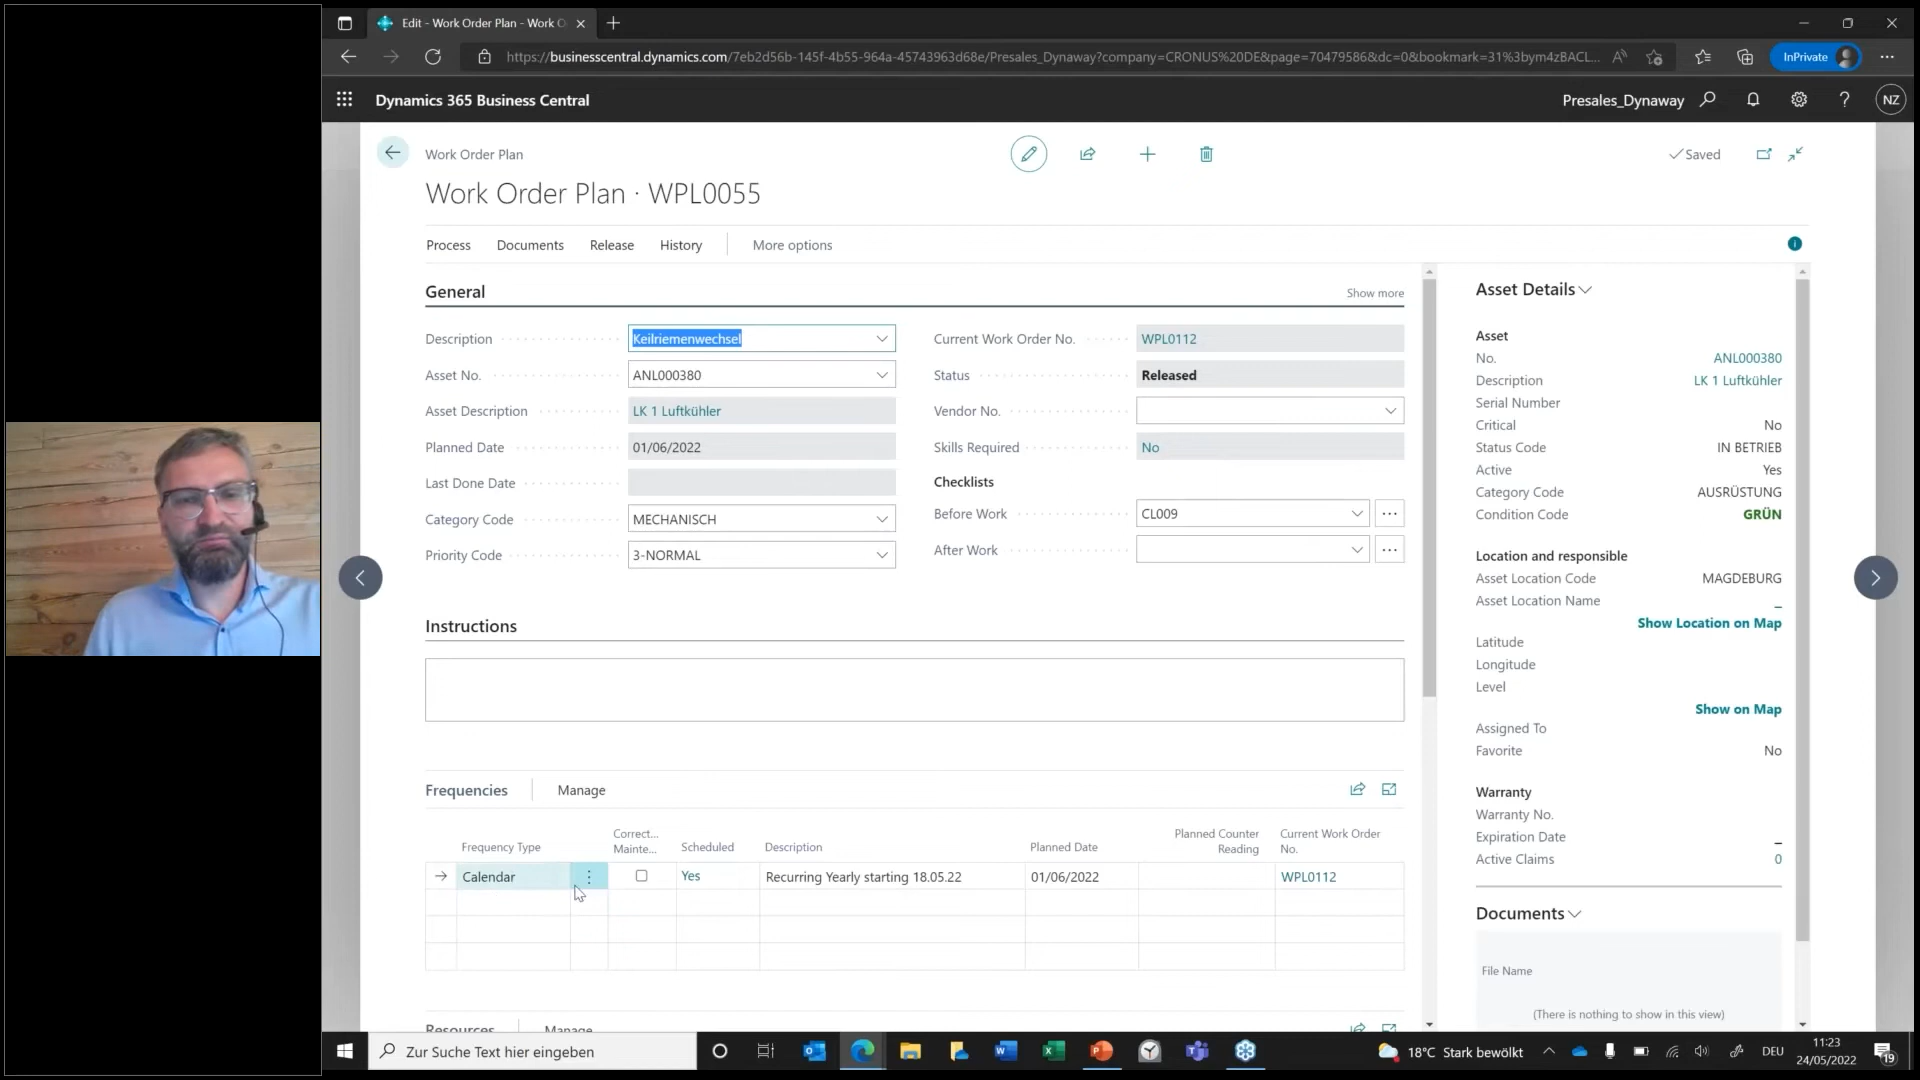 Edit - Work Order Plan - Work O
https://businesscentral.dynamics.com/7eb2d56b-145f-4b55-964a-45743963d68e/Presales_Dynaway?company=CRONUS%20DE&page=70479586&dc=0&bookmark=31%3bym4zBACL...
InPrivate
Dynamics 365 Business Central
Presales_Dynaway
NZ
Work Order Plan
Saved
Work Order Plan · WPL0055
Process Documents Release History More options
General
Show more
Description Keilriemenwechsel
Asset No. ANL000380
Asset Description LK 1 Luftkühler
Planned Date 01/06/2022
Last Done Date
Category Code MECHANISCH
Priority Code 3-NORMAL
Current Work Order No. WPL0112
Status Released
Vendor No.
Skills Required No
Checklists
Before Work CL009
After Work
Instructions
Frequencies Manage
Frequency Type
Correct... Mainte...
Scheduled
Description
Planned Date
Planned Counter Reading
Current Work Order No.
Calendar Yes Recurring Yearly starting 18.05.22 01/06/2022 WPL0112
Resources Manage
Asset Details
Asset
No. ANL000380
Description LK 1 Luftkühler
Serial Number
Critical No
Status Code IN BETRIEB
Active Yes
Category Code AUSRÜSTUNG
Condition Code GRÜN
Location and responsible
Asset Location Code MAGDEBURG
Asset Location Name _
Show Location on Map
Latitude
Longitude
Level
Show on Map
Assigned To
Favorite No
Warranty
Warranty No.
Expiration Date _
Active Claims 0
Documents
File Name
(There is nothing to show in this view)
Zur Suche Text hier eingeben
18°C Stark bewölkt
DEU
11:23
24/05/2022
19